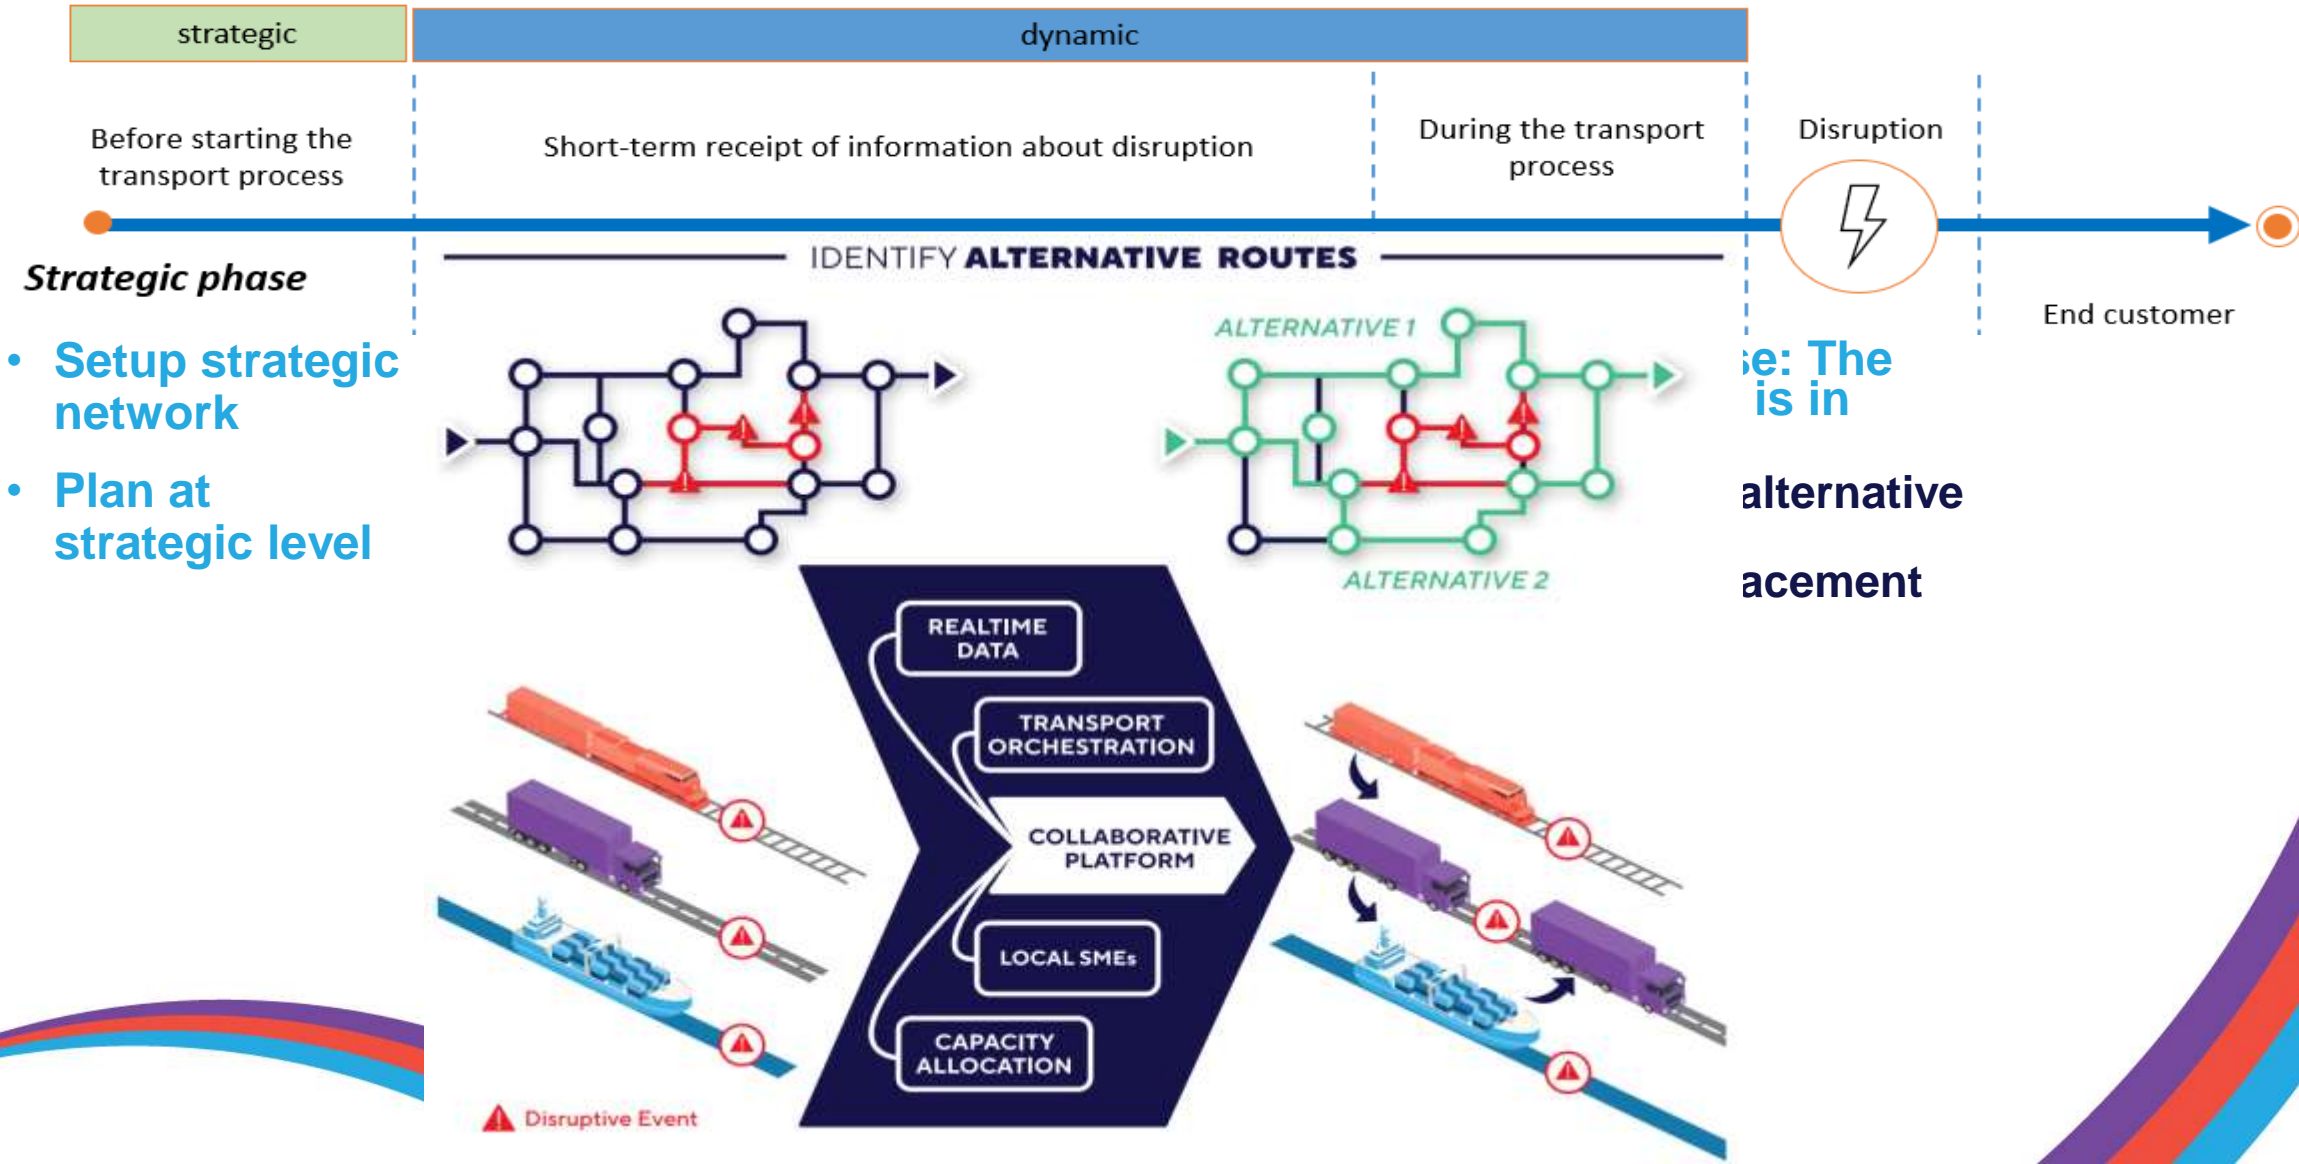 strategic
dynamic
Before starting the
transport process
Short-term receipt of information about disruption
During the transport
process
Disruption
IDENTIFY ALTERNATIVE ROUTES
Strategic phase
End customer
• Setup strategic
network
• Plan at
strategic level
ALTERNATIVE 1
ALTERNATIVE 2
se: The
is in
alternative
acement
REALTIME
DATA
TRANSPORT
ORCHESTRATION
COLLABORATIVE
PLATFORM
LOCAL SMEs
CAPACITY
ALLOCATION
Disruptive Event